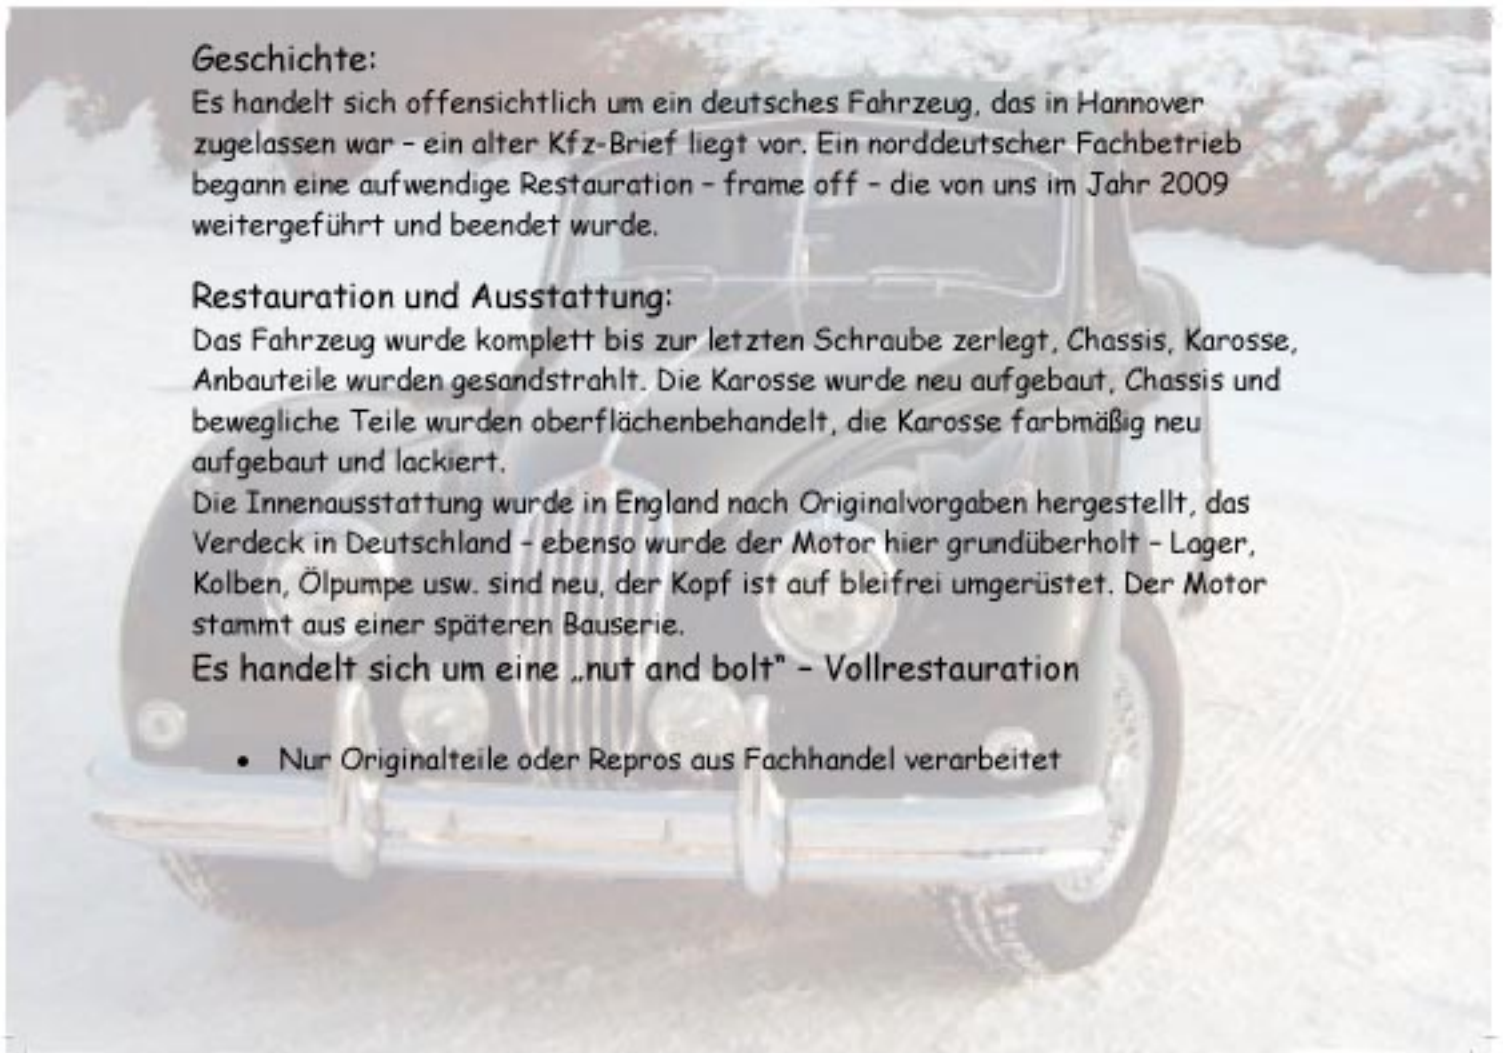 Geschichte:
Es handelt sich offensichtlich um ein deutsches Fahrzeug, das in Hannover
zugelassen war – ein alter Kfz-Brief liegt vor. Ein norddeutscher Fachbetrieb
begann eine aufwendige Restauration – frame off – die von uns im Jahr 2009
weitergeführt und beendet wurde.
Restauration und Ausstattung:
Das Fahrzeug wurde komplett bis zur letzten Schraube zerlegt, Chassis, Karosse,
Anbauteile wurden gesandstrahlt. Die Karosse wurde neu aufgebaut, Chassis und
bewegliche Teile wurden oberflächenbehandelt, die Karosse farbmäßig neu
aufgebaut und lackiert.
Die Innenausstattung wurde in England nach Originalvorgaben hergestellt, das
Verdeck in Deutschland – ebenso wurde der Motor hier grundüberholt – Lager,
Kolben, Ölpumpe usw. sind neu, der Kopf ist auf bleifrei umgerüstet. Der Motor
stammt aus einer späteren Bauserie.
Es handelt sich um eine „nut and bolt" – Vollrestauration
• Nur Originalteile oder Repros aus Fachhandel verarbeitet